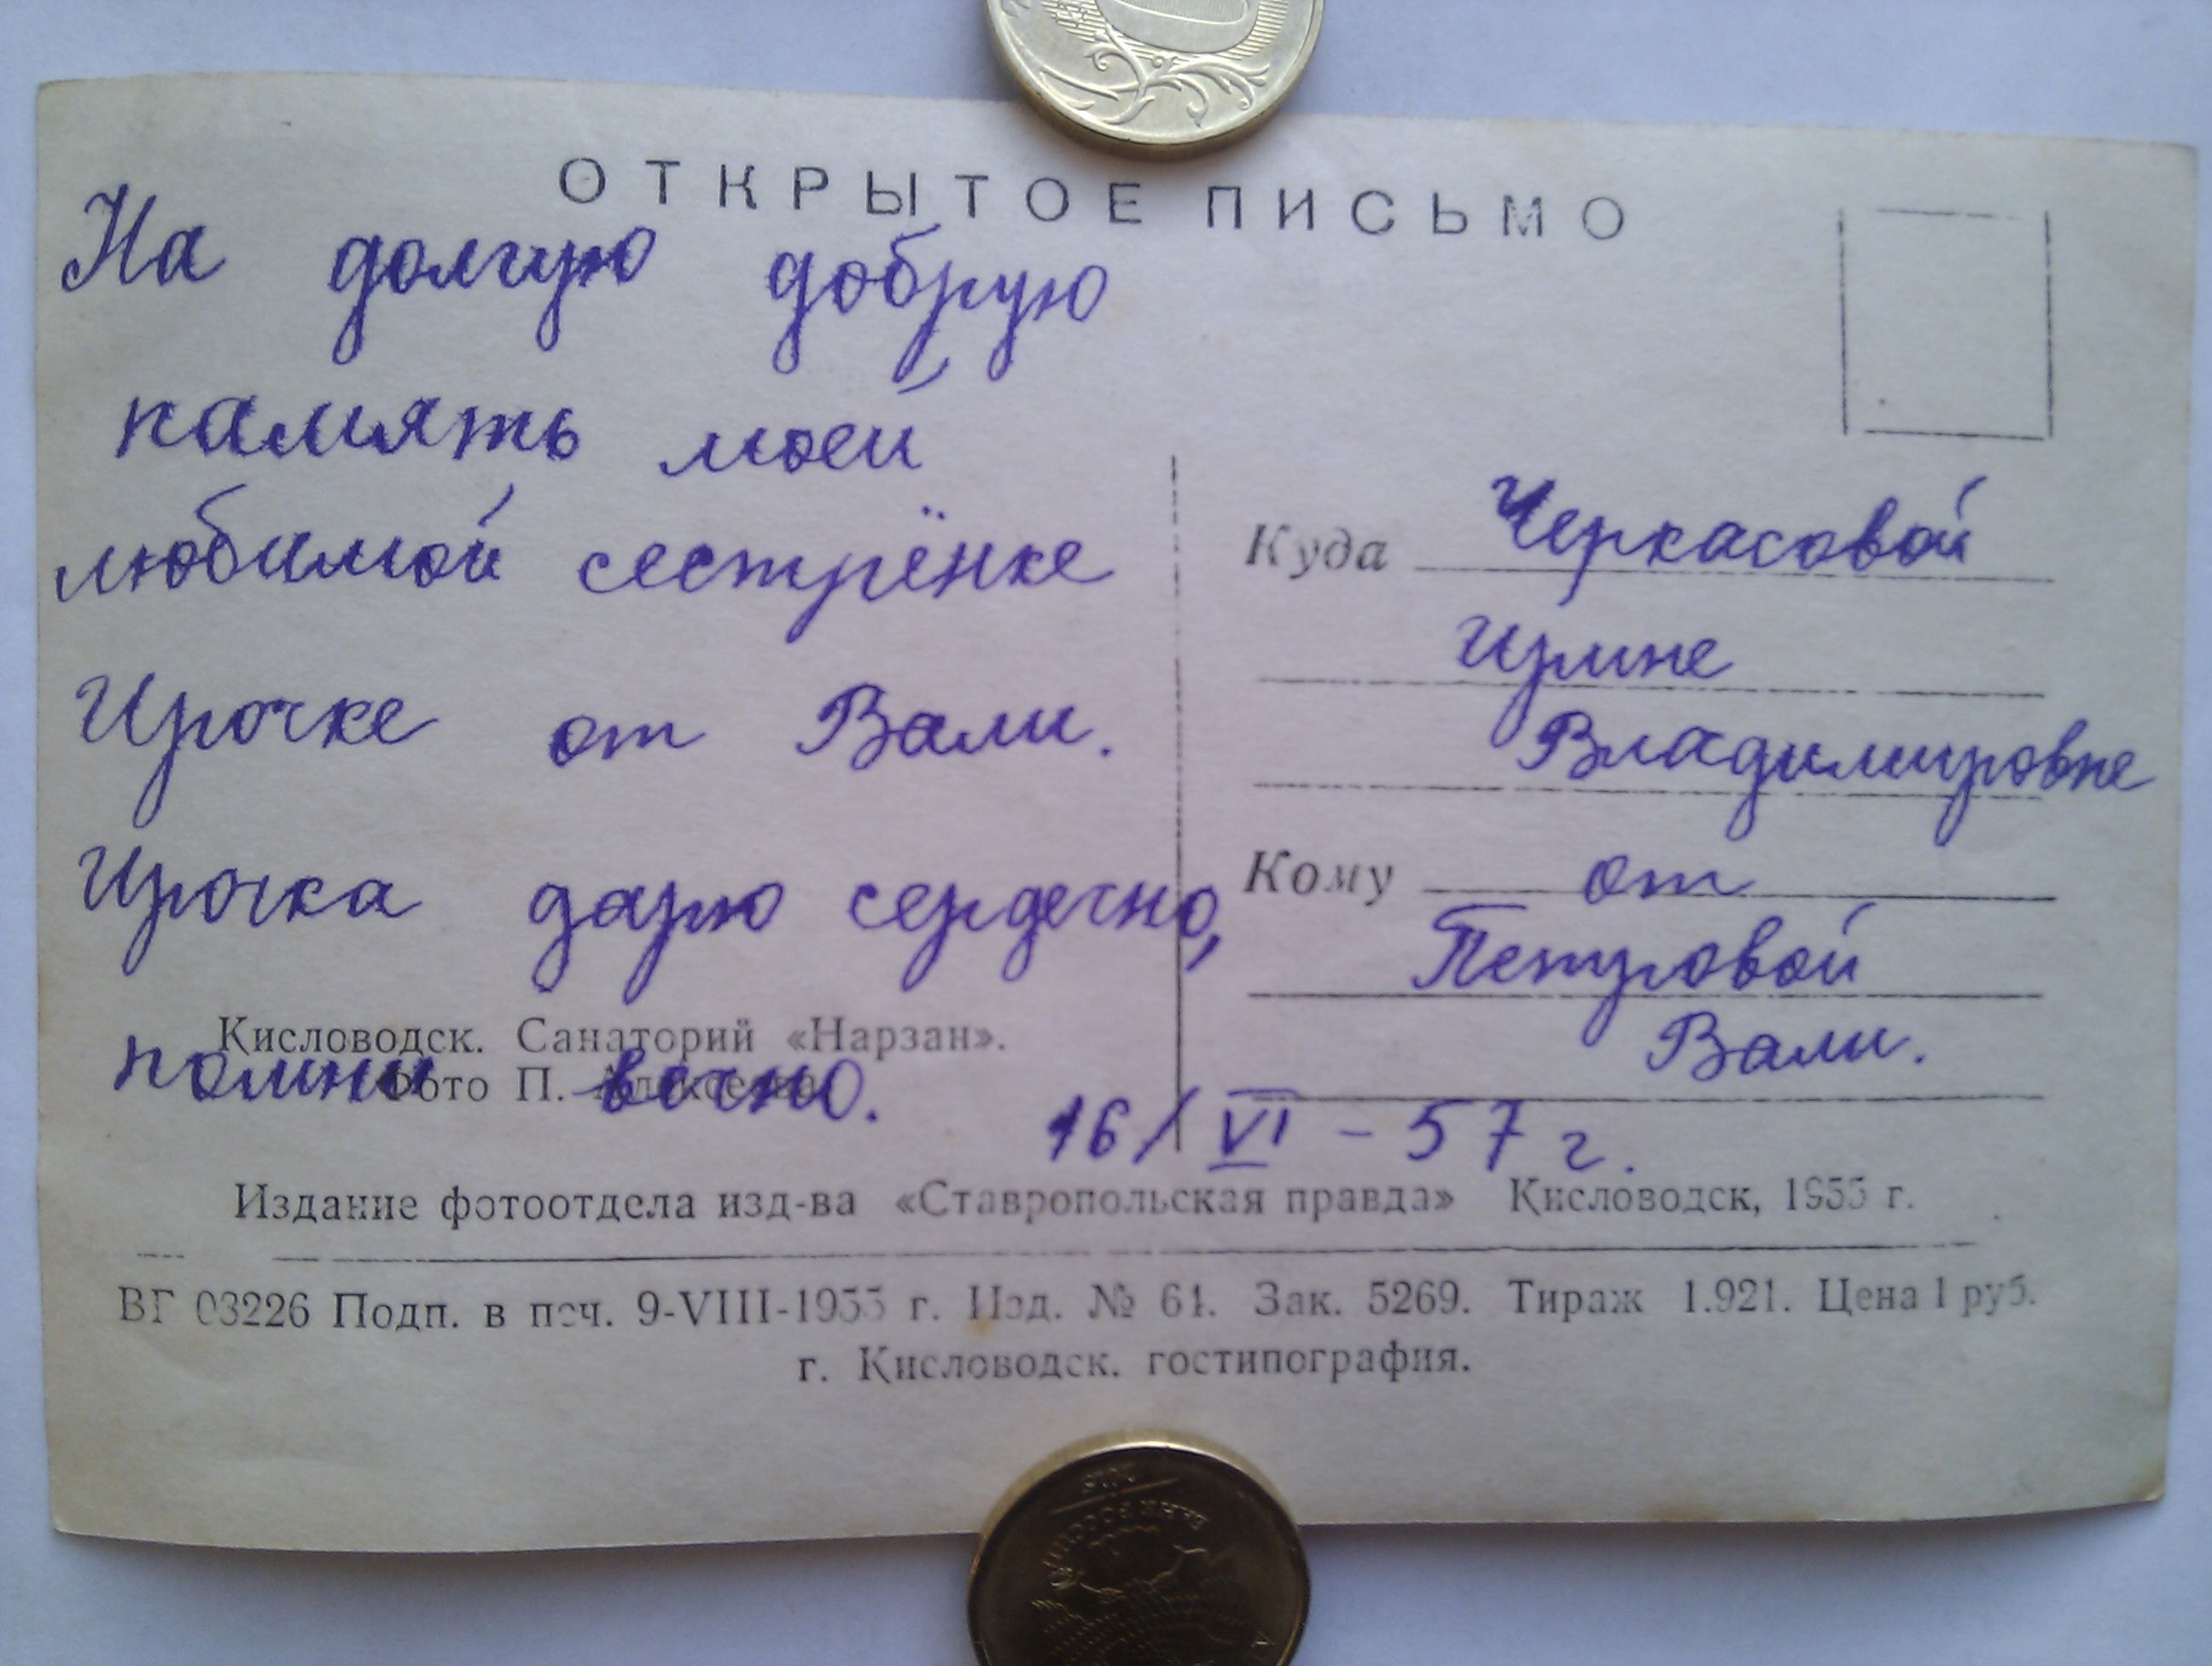 ОТКРЫТОЕ ПИСЬМО
На долгую добрую
память моей
любимой сестрёнке
Ирочке от Вали.
Ирочка дарю сердечно,
помни вечно.
Кисловодск. Санаторий «Нарзан».
Фото П.
Куда Черкасовой
Ирине
Владимировне
Кому от
Петуховой
Вали.
16/VI - 57 г.
Издание фотоотдела изд-ва «Ставропольская правда» Кисловодск, 1955 г.
ВГ 03226 Подп. в печ. 9-VIII-1955 г. Изд. № 61. Зак. 5269. Тираж 1.921. Цена 1 руб.
г. Кисловодск. гостипография.
БАНК РОССИИ